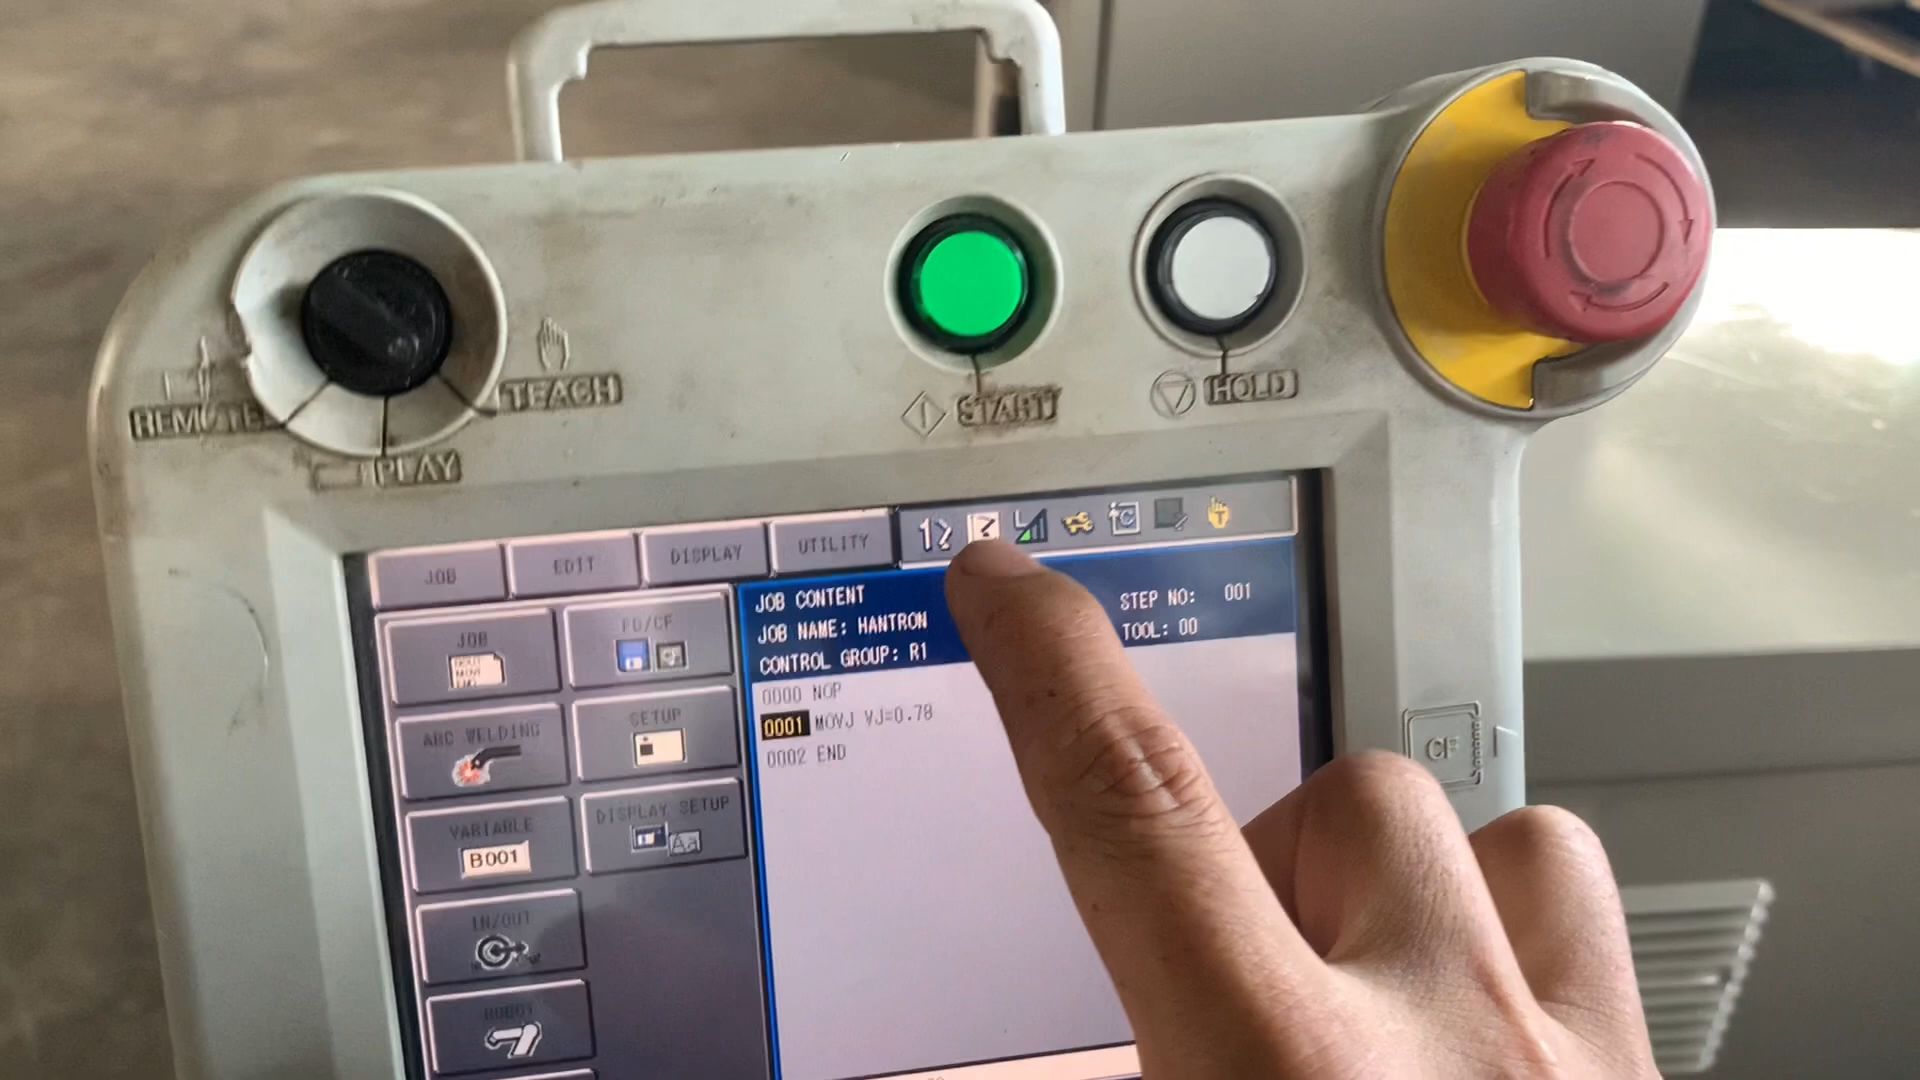 REMOTE
PLAY
TEACH
START
HOLD
JOB
EDIT
DISPLAY
UTILITY
JOB
FD/CF
ARC WELDING
SETUP
VARIABLE
B001
DISPLAY SETUP
Aa
IN/OUT
ROBOT
JOB CONTENT
JOB NAME: HANTRON
STEP NO: 001
CONTROL GROUP: R1
TOOL: 00
0000 NOP
0001 MOVJ VJ=0.78
0002 END
CF